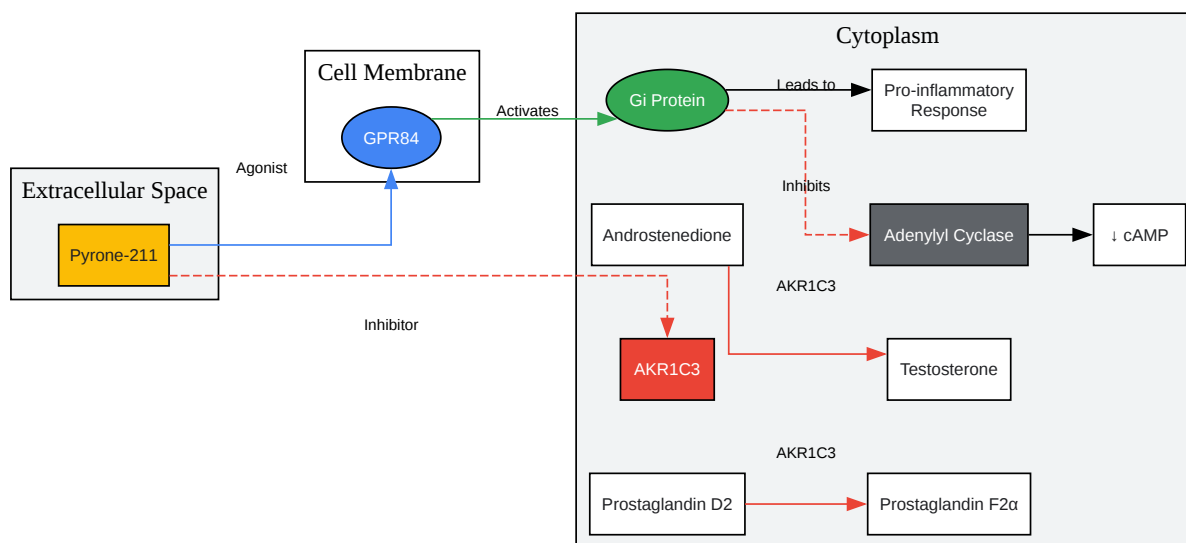 Cytoplasm
Cell Membrane
Gi Protein
Leads to
Pro-inflammatory
Response
GPR84
Activates
Agonist
Extracellular Space
Pyrone-211
Inhibits
Androstenedione
Adenylyl Cyclase
↓ cAMP
AKR1C3
Inhibitor
AKR1C3
Testosterone
AKR1C3
Prostaglandin D2
Prostaglandin F2α